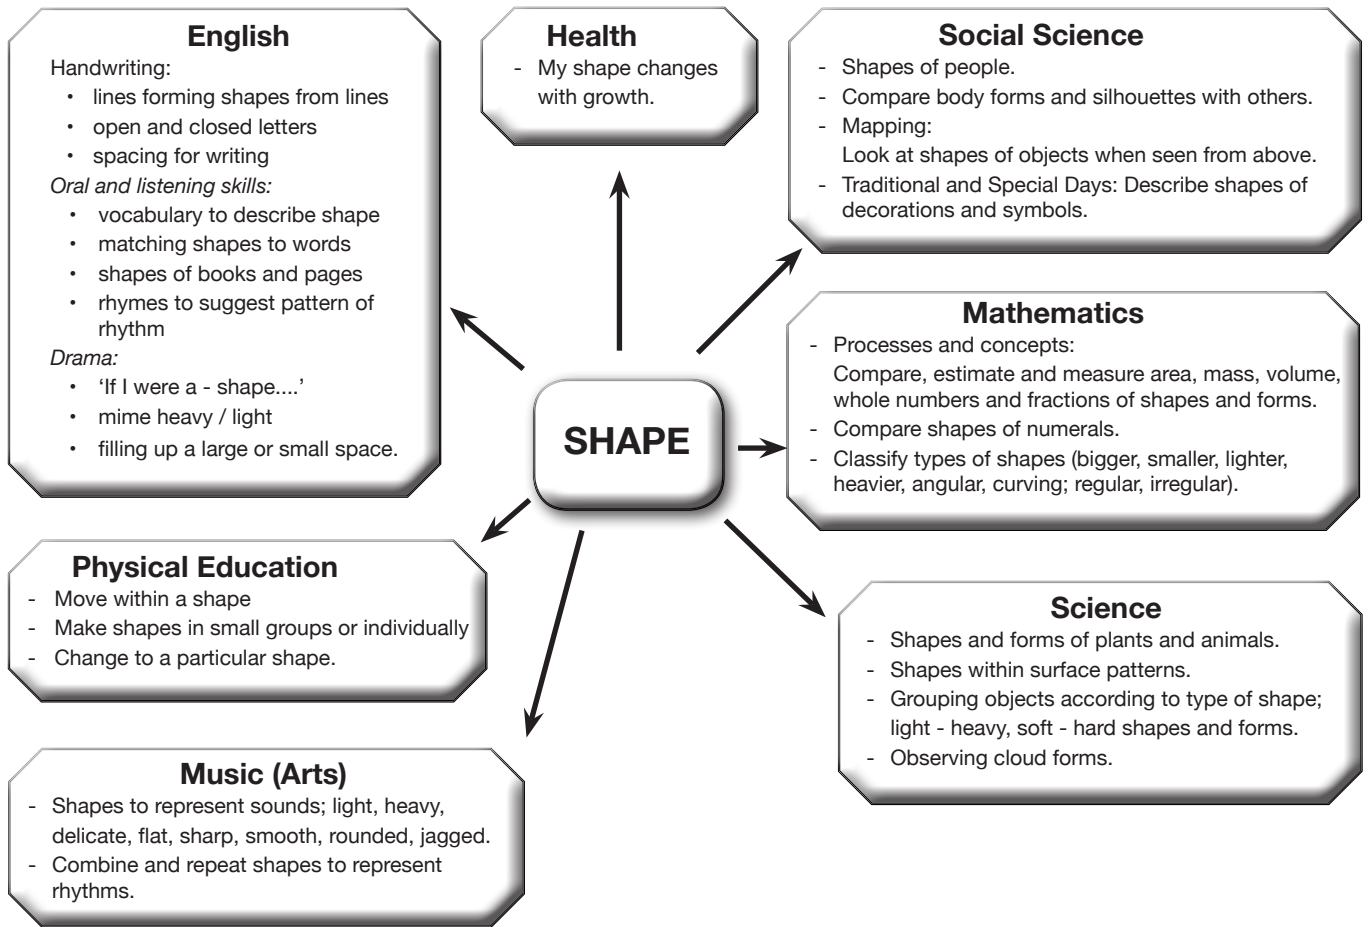 English
Handwriting:
• lines forming shapes from lines
• open and closed letters
• spacing for writing
Oral and listening skills:
• vocabulary to describe shape
• matching shapes to words
• shapes of books and pages
• rhymes to suggest pattern of
rhythm
Drama:
• ‘If I were a - shape....’
• mime heavy / light
• filling up a large or small space.
Health
- My shape changes
with growth.
Social Science
- Shapes of people.
- Compare body forms and silhouettes with others.
- Mapping:
Look at shapes of objects when seen from above.
- Traditional and Special Days: Describe shapes of
decorations and symbols.
SHAPE
Mathematics
- Processes and concepts:
Compare, estimate and measure area, mass, volume,
whole numbers and fractions of shapes and forms.
- Compare shapes of numerals.
- Classify types of shapes (bigger, smaller, lighter,
heavier, angular, curving; regular, irregular).
Physical Education
- Move within a shape
- Make shapes in small groups or individually
- Change to a particular shape.
Science
- Shapes and forms of plants and animals.
- Shapes within surface patterns.
- Grouping objects according to type of shape;
light - heavy, soft - hard shapes and forms.
- Observing cloud forms.
Music (Arts)
- Shapes to represent sounds; light, heavy,
delicate, flat, sharp, smooth, rounded, jagged.
- Combine and repeat shapes to represent
rhythms.